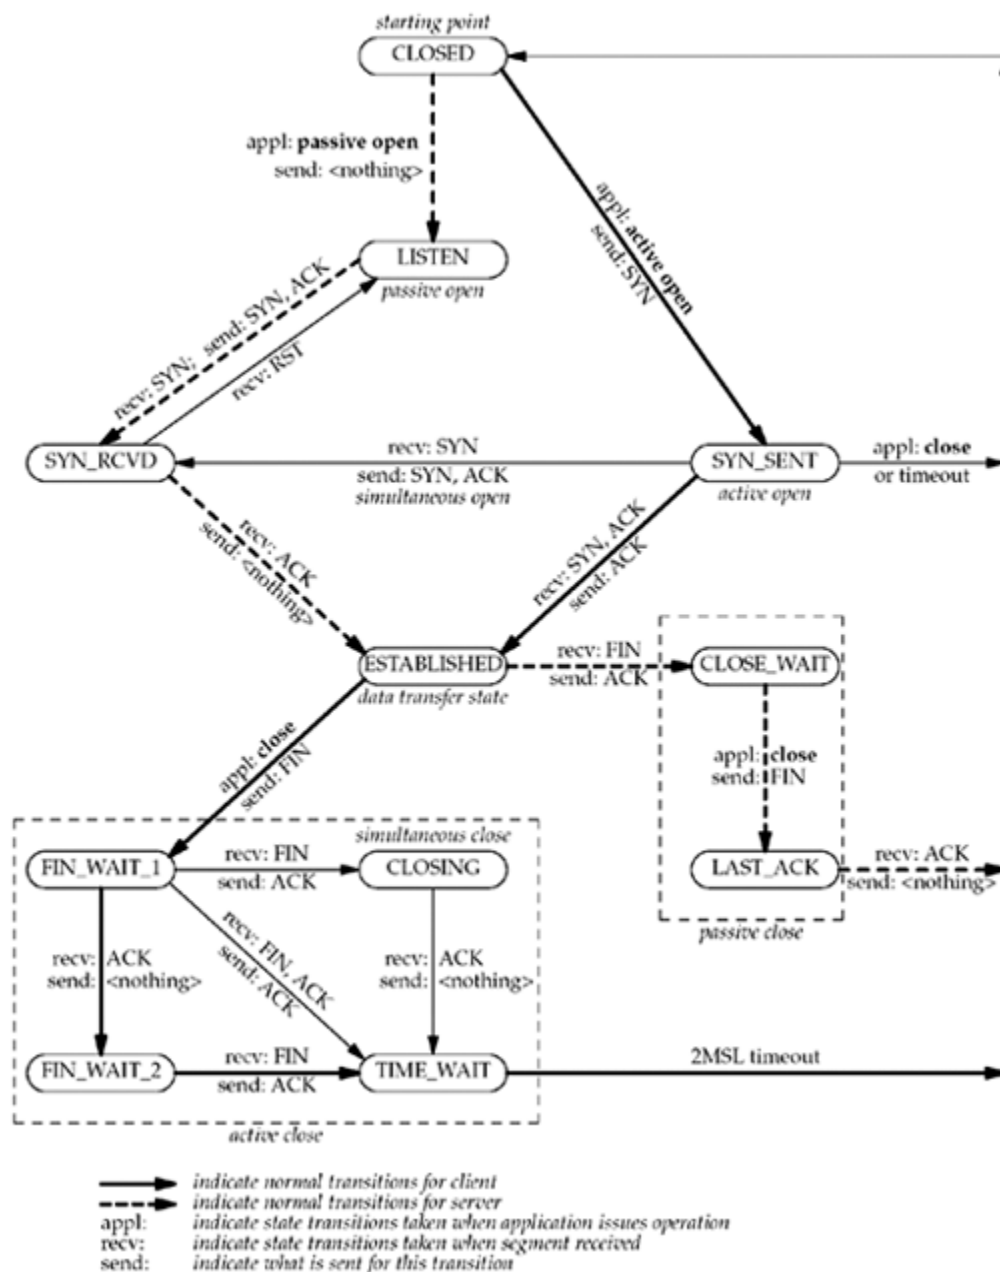 starting point
CLOSED
appl: passive open
send: <nothing>
appl: active open
send: SYN
LISTEN
passive open
recv: SYN; send: SYN, ACK
recv: RST
SYN_RCVD
recv: SYN
send: SYN, ACK
simultaneous open
SYN_SENT
active open
appl: close
or timeout
recv: ACK
send: <nothing>
recv: SYN, ACK
send: ACK
ESTABLISHED
data transfer state
recv: FIN
send: ACK
CLOSE_WAIT
appl: close
send: FIN
appl: close
send: FIN
LAST_ACK
recv: ACK
send: <nothing>
passive close
simultaneous close
FIN_WAIT_1
recv: FIN
send: ACK
CLOSING
recv: ACK
send: <nothing>
recv: FIN, ACK
send: ACK
recv: ACK
send: <nothing>
FIN_WAIT_2
recv: FIN
send: ACK
TIME_WAIT
2MSL timeout
active close
indicate normal transitions for client
indicate normal transitions for server
appl: indicate state transitions taken when application issues operation
recv: indicate state transitions taken when segment received
send: indicate what is sent for this transition